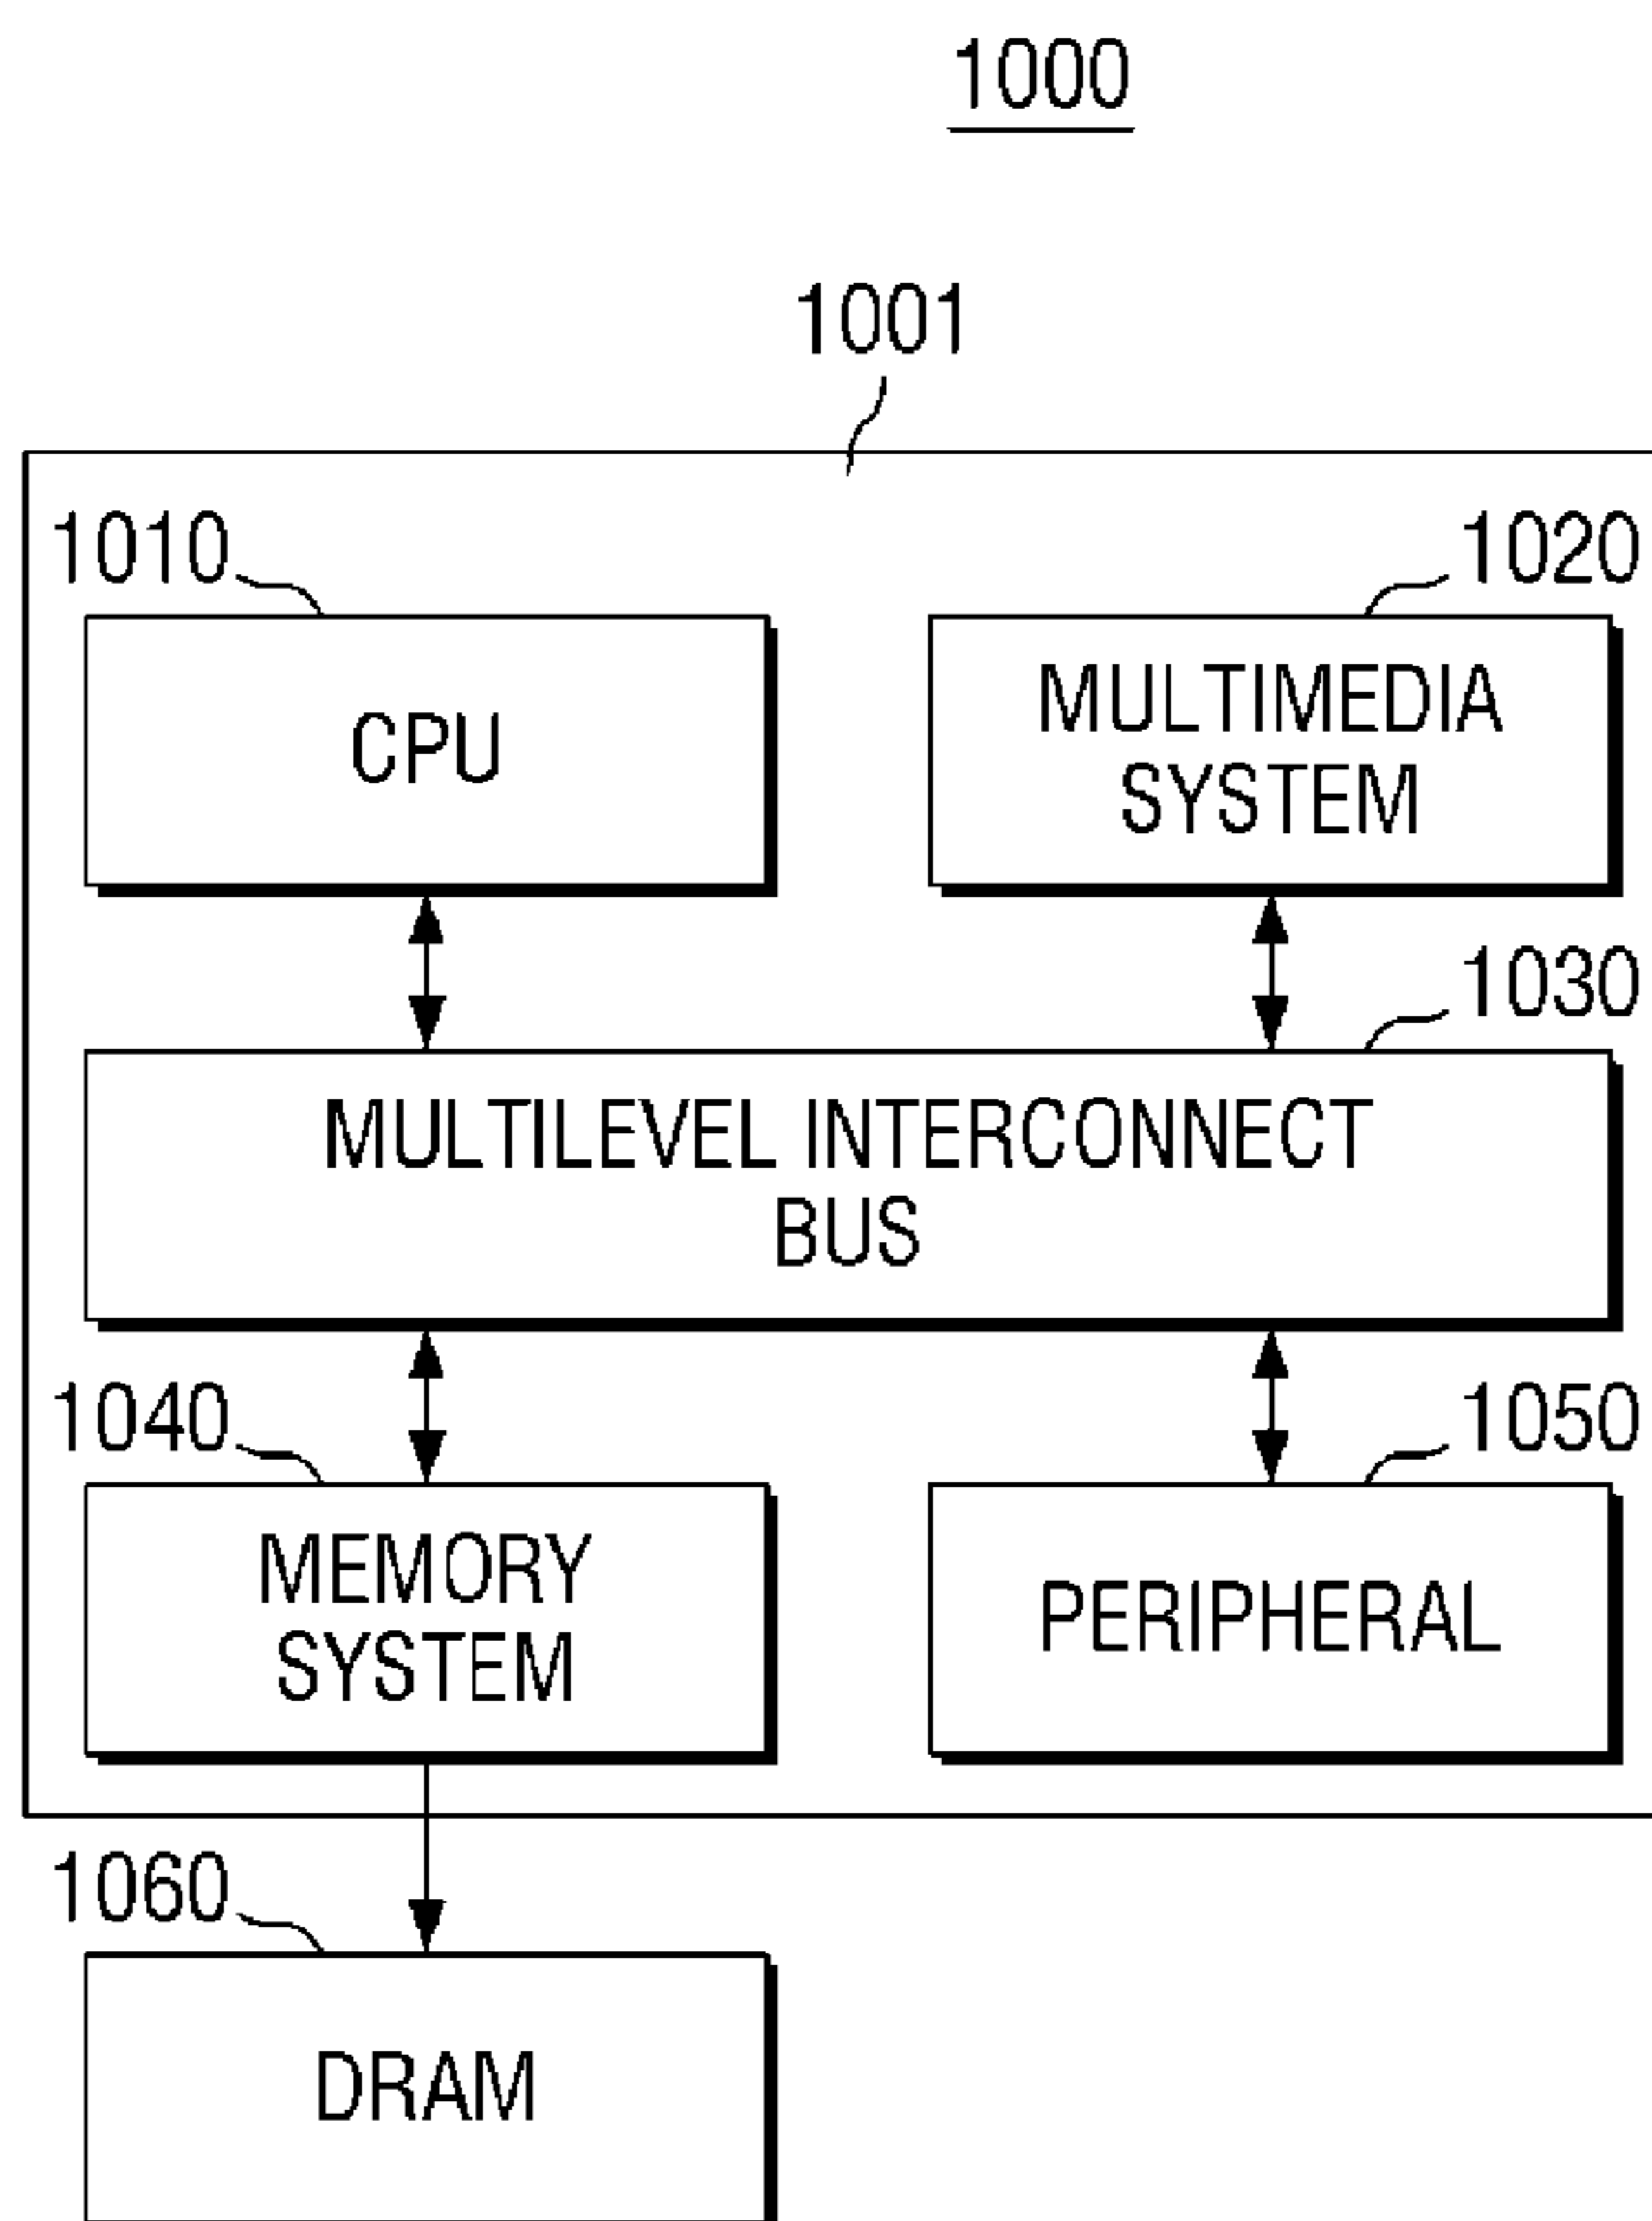 1000
1001
1010
1020
CPU
MULTIMEDIA
SYSTEM
1030
MULTILEVEL INTERCONNECT
BUS
1040
1050
MEMORY
SYSTEM
PERIPHERAL
1060
DRAM